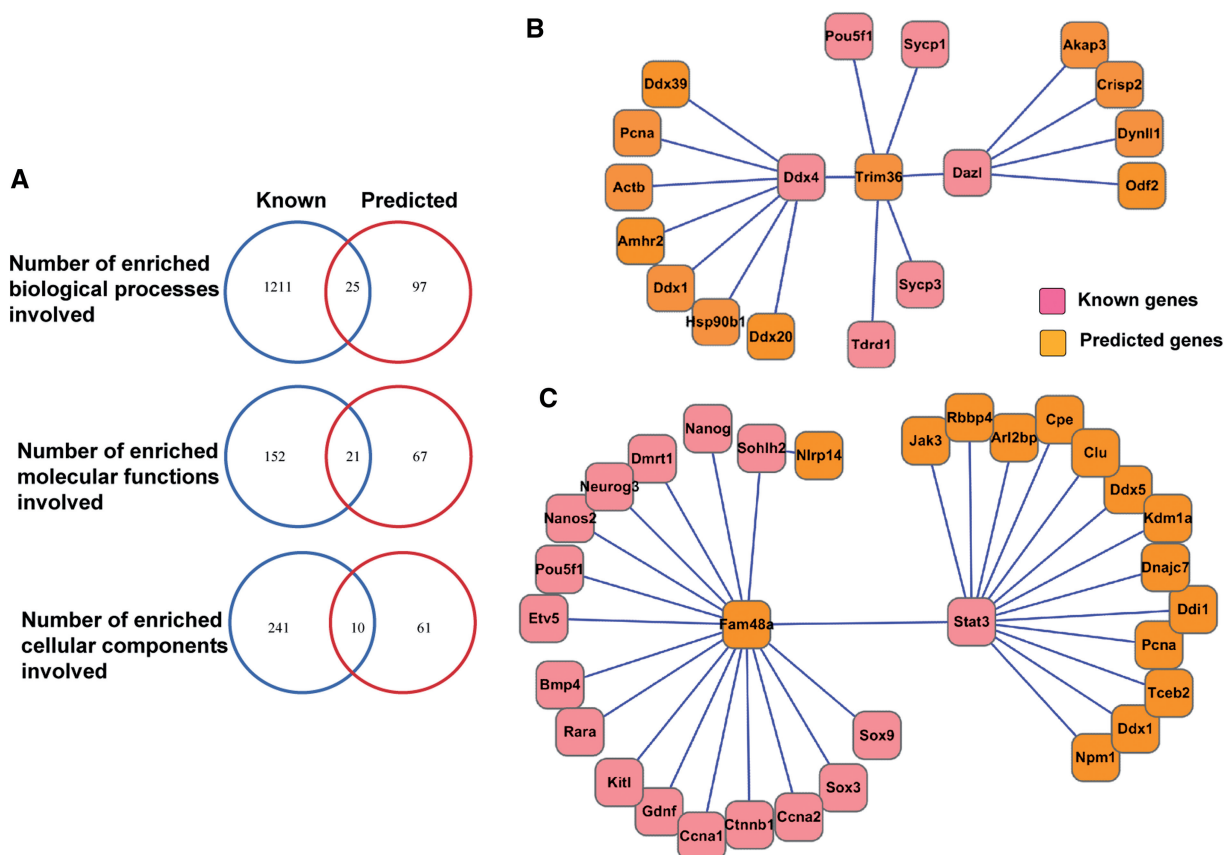 A
Known
Predicted
Number of enriched
biological processes
involved
1211
25
97
Number of enriched
molecular functions
involved
152
21
67
Number of enriched
cellular components
involved
241
10
61
B
Pou5f1
Sycp1
Akap3
Ddx39
Crisp2
Pcna
Dynll1
Ddx4
Trim36
Dazl
Actb
Odf2
Amhr2
Ddx1
Sycp3
Hsp90b1
Ddx20
Tdrd1
Known genes
Predicted genes
C
Nanog
Sohlh2
Nlrp14
Dmrt1
Neurog3
Nanos2
Pou5f1
Etv5
Fam48a
Bmp4
Rara
Kitl
Gdnf
Ccna1
Ctnnb1
Ccna2
Sox3
Sox9
Stat3
Jak3
Rbbp4
Arl2bp
Cpe
Clu
Ddx5
Kdm1a
Dnajc7
Ddi1
Pcna
Tceb2
Ddx1
Npm1